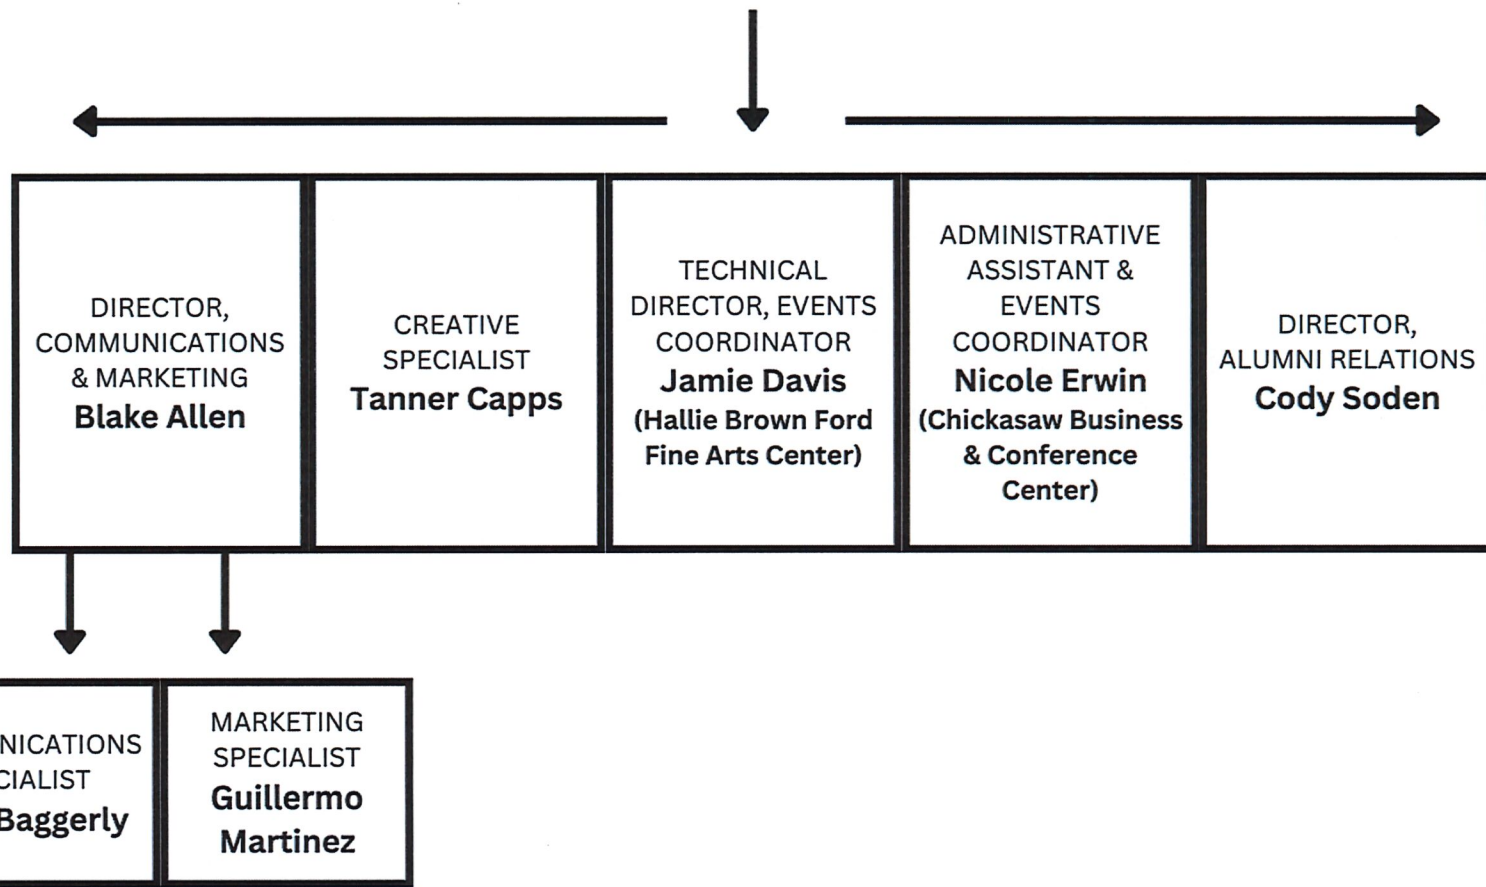 DIRECTOR,
COMMUNICATIONS
& MARKETING
Blake Allen
CREATIVE
SPECIALIST
Tanner Capps
TECHNICAL
DIRECTOR, EVENTS
COORDINATOR
Jamie Davis
(Hallie Brown Ford
Fine Arts Center)
ADMINISTRATIVE
ASSISTANT &
EVENTS
COORDINATOR
Nicole Erwin
(Chickasaw Business
& Conference
Center)
DIRECTOR,
ALUMNI RELATIONS
Cody Soden
NICATIONS
CIALIST
Baggerly
MARKETING
SPECIALIST
Guillermo
Martinez